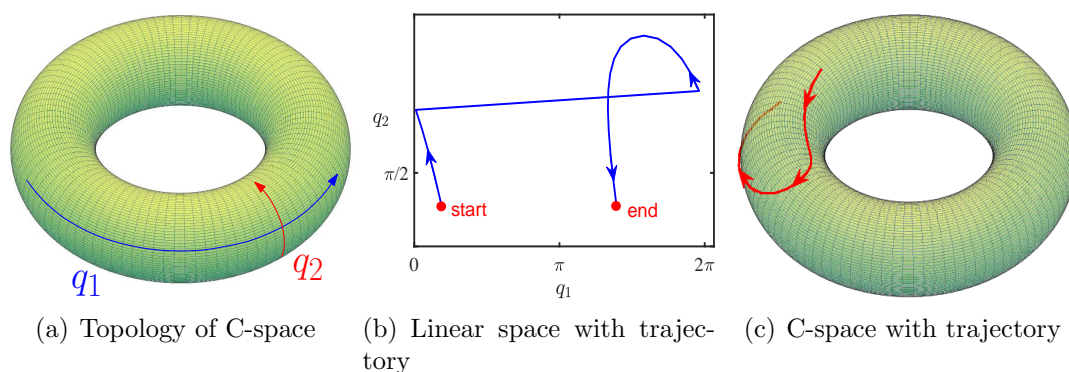 q1
q2
(a) Topology of C-space
q2
π/2
start
end
0
π
2π
q1
(b) Linear space with trajec-
tory
(c) C-space with trajectory